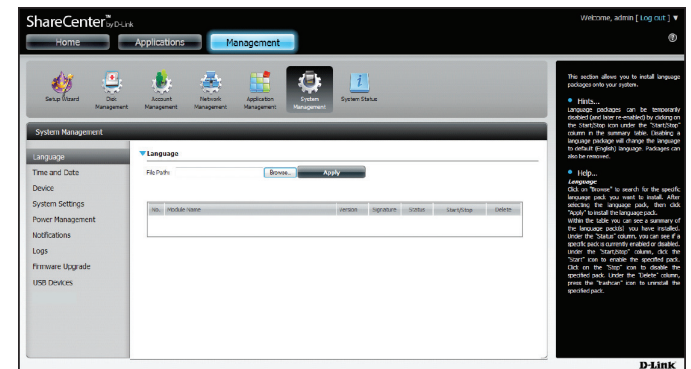 ShareCenter™ by D-Link
Welcome, admin [ Log out ]
Home
Applications
Management
Setup Wizard
Disk
Management
Account
Management
Network
Management
Application
Management
System
Management
System Status
System Management
Language
Time and Date
Device
System Settings
Power Management
Notifications
Logs
Firmware Upgrade
USB Devices
Language
File Path:
Browse...
Apply
No.
Module Name
Version
Signature
Status
Start/Stop
Delete
This section allows you to install language
packages onto your system.
Hints...
Language packages can be temporarily
disabled (and later re-enabled) by clicking on
the Start/Stop icon under the "Start/Stop"
column in the summary table. Disabling a
language package will change the language
to default (English) language. Packages can
also be removed.
Help...
Language
Click on "Browse" to search for the specific
language pack you want to install. After
selecting the language pack, then click
"Apply" to install the language pack.
Within the table you can see a summary of
the language pack(s) you have installed.
Under the "Status" column, you can see if a
specific pack is currently enabled or disabled.
Under the "Start/Stop" column, click the
"Start" icon to enable the specified pack.
Click on the "Stop" icon to disable the
specified pack. Under the "Delete" column,
press the "trashcan" icon to uninstall the
specified pack.
D-Link